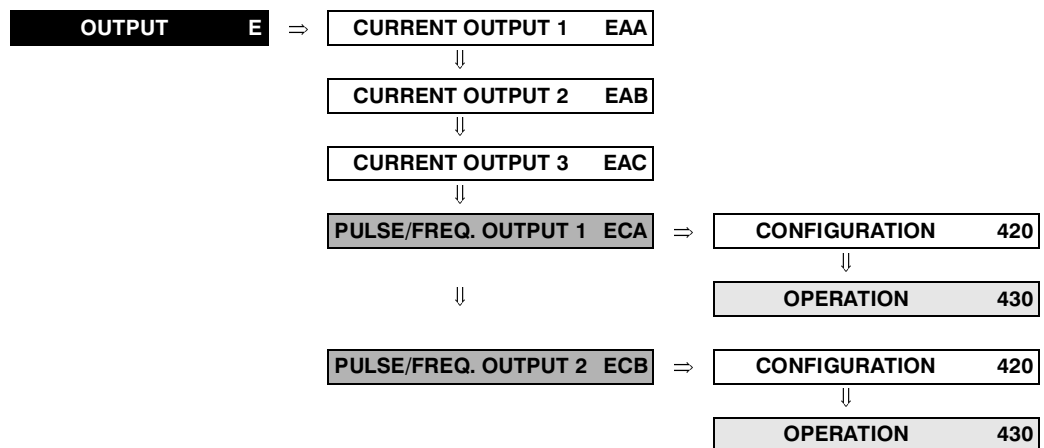 OUTPUT E ⇒ CURRENT OUTPUT 1 EAA
⇓
CURRENT OUTPUT 2 EAB
⇓
CURRENT OUTPUT 3 EAC
⇓
PULSE/FREQ. OUTPUT 1 ECA ⇒ CONFIGURATION 420
⇓
⇓ OPERATION 430
PULSE/FREQ. OUTPUT 2 ECB ⇒ CONFIGURATION 420
⇓
OPERATION 430